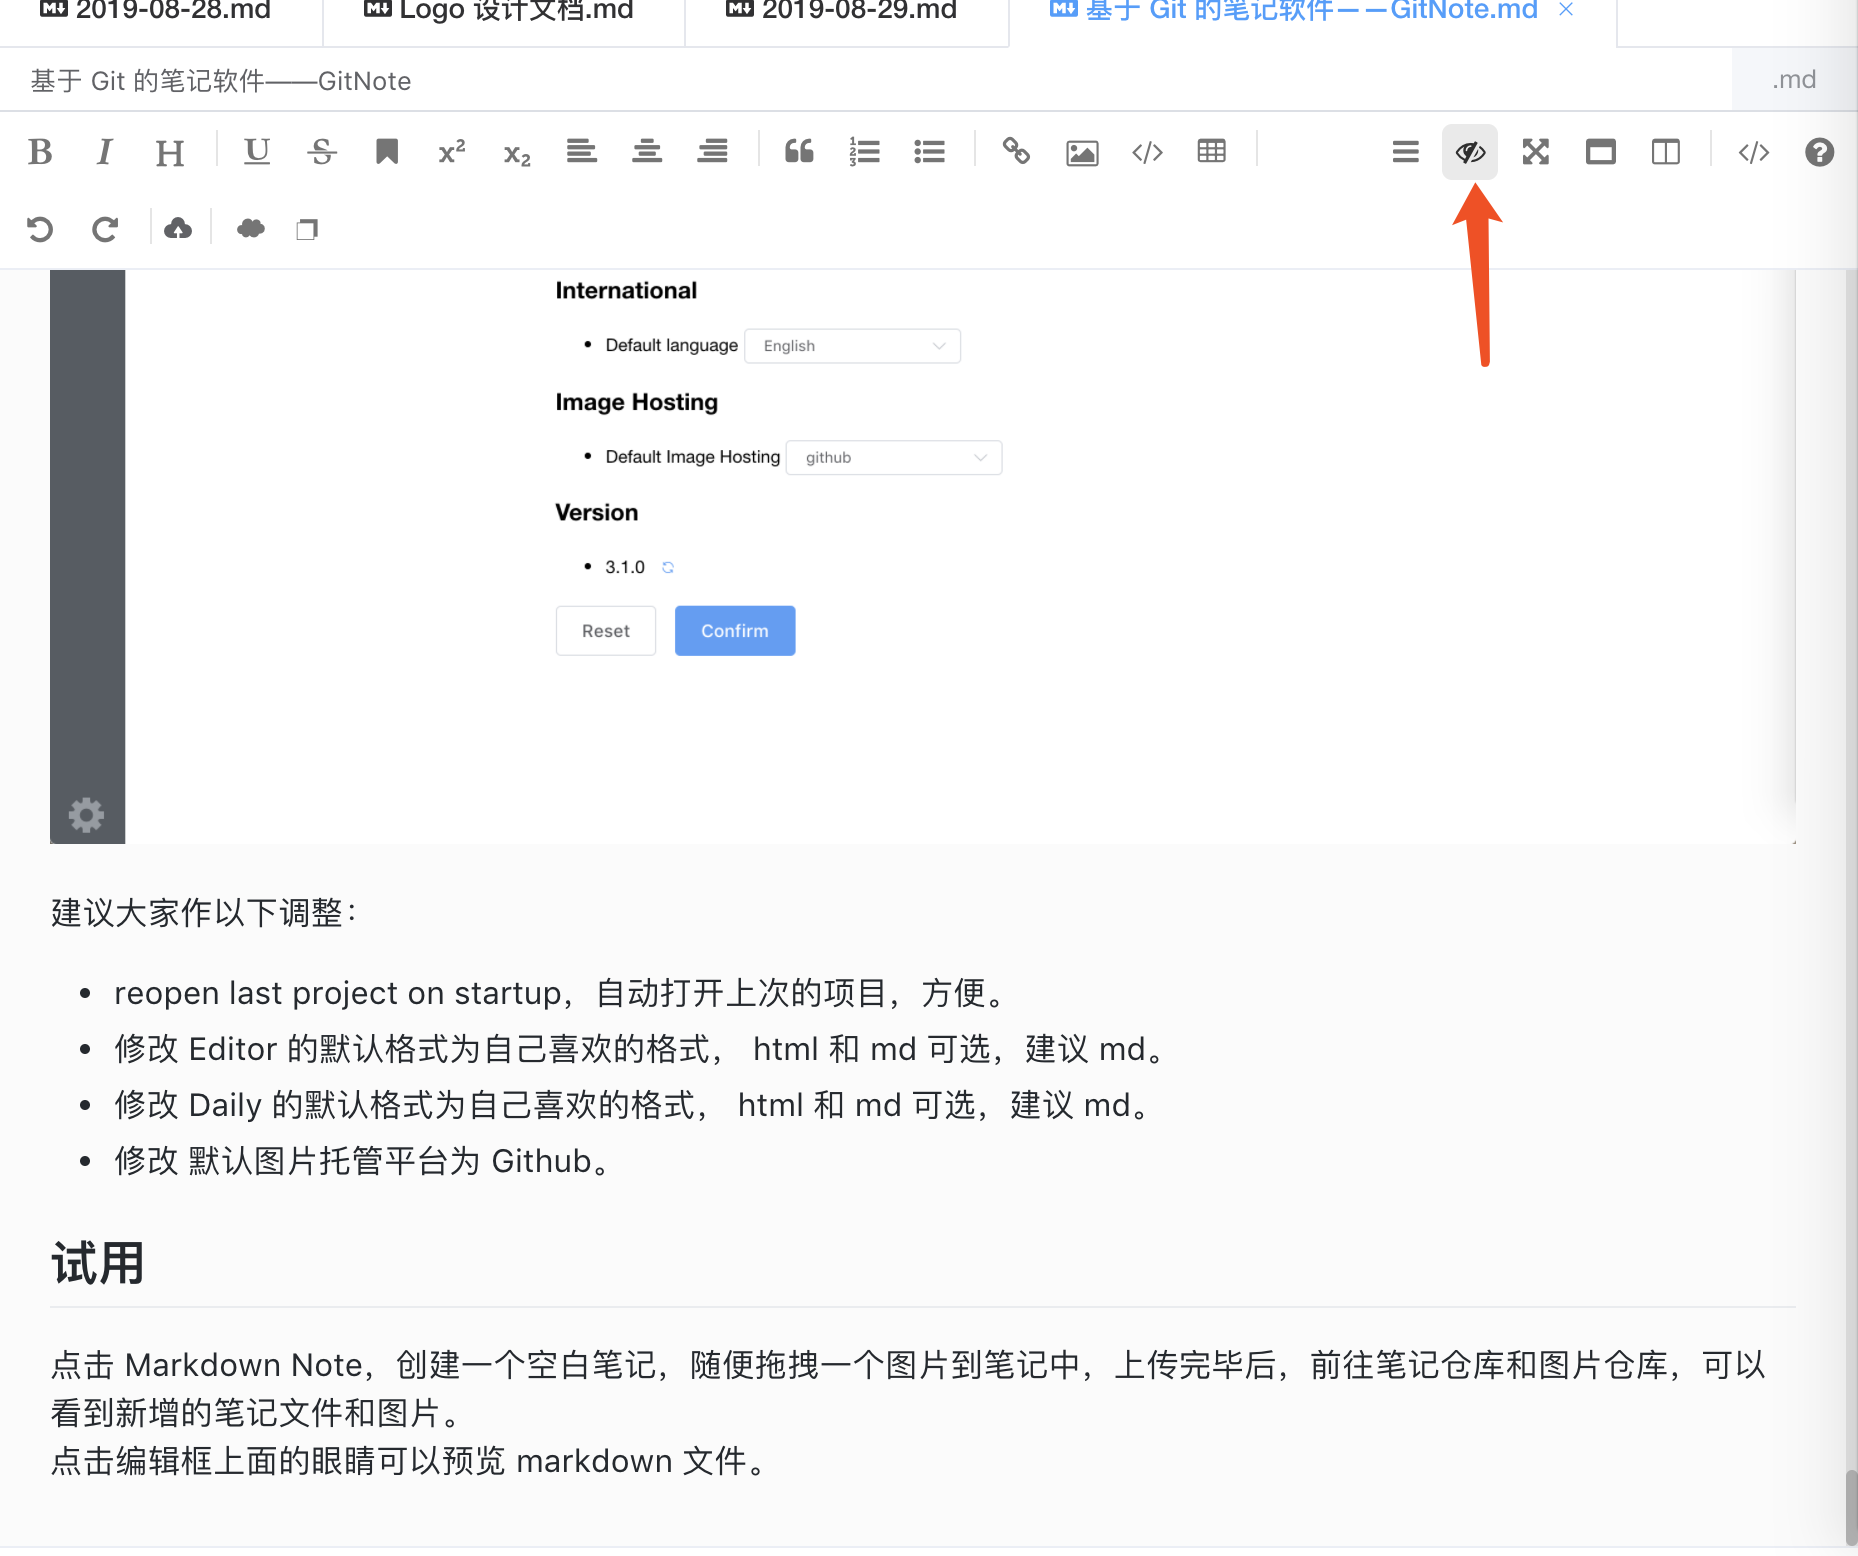 2019-08-28.md
Logo 设计文档.md
2019-08-29.md
基于 Git 的笔记软件——GitNote.md ×
基于 Git 的笔记软件——GitNote
.md
International
• Default language English
Image Hosting
• Default Image Hosting github
Version
• 3.1.0
Reset Confirm
建议大家作以下调整：
• reopen last project on startup，自动打开上次的项目，方便。
• 修改 Editor 的默认格式为自己喜欢的格式， html 和 md 可选，建议 md。
• 修改 Daily 的默认格式为自己喜欢的格式， html 和 md 可选，建议 md。
• 修改 默认图片托管平台为 Github。
试用
点击 Markdown Note，创建一个空白笔记，随便拖拽一个图片到笔记中，上传完毕后，前往笔记仓库和图片仓库，可以
看到新增的笔记文件和图片。
点击编辑框上面的眼睛可以预览 markdown 文件。